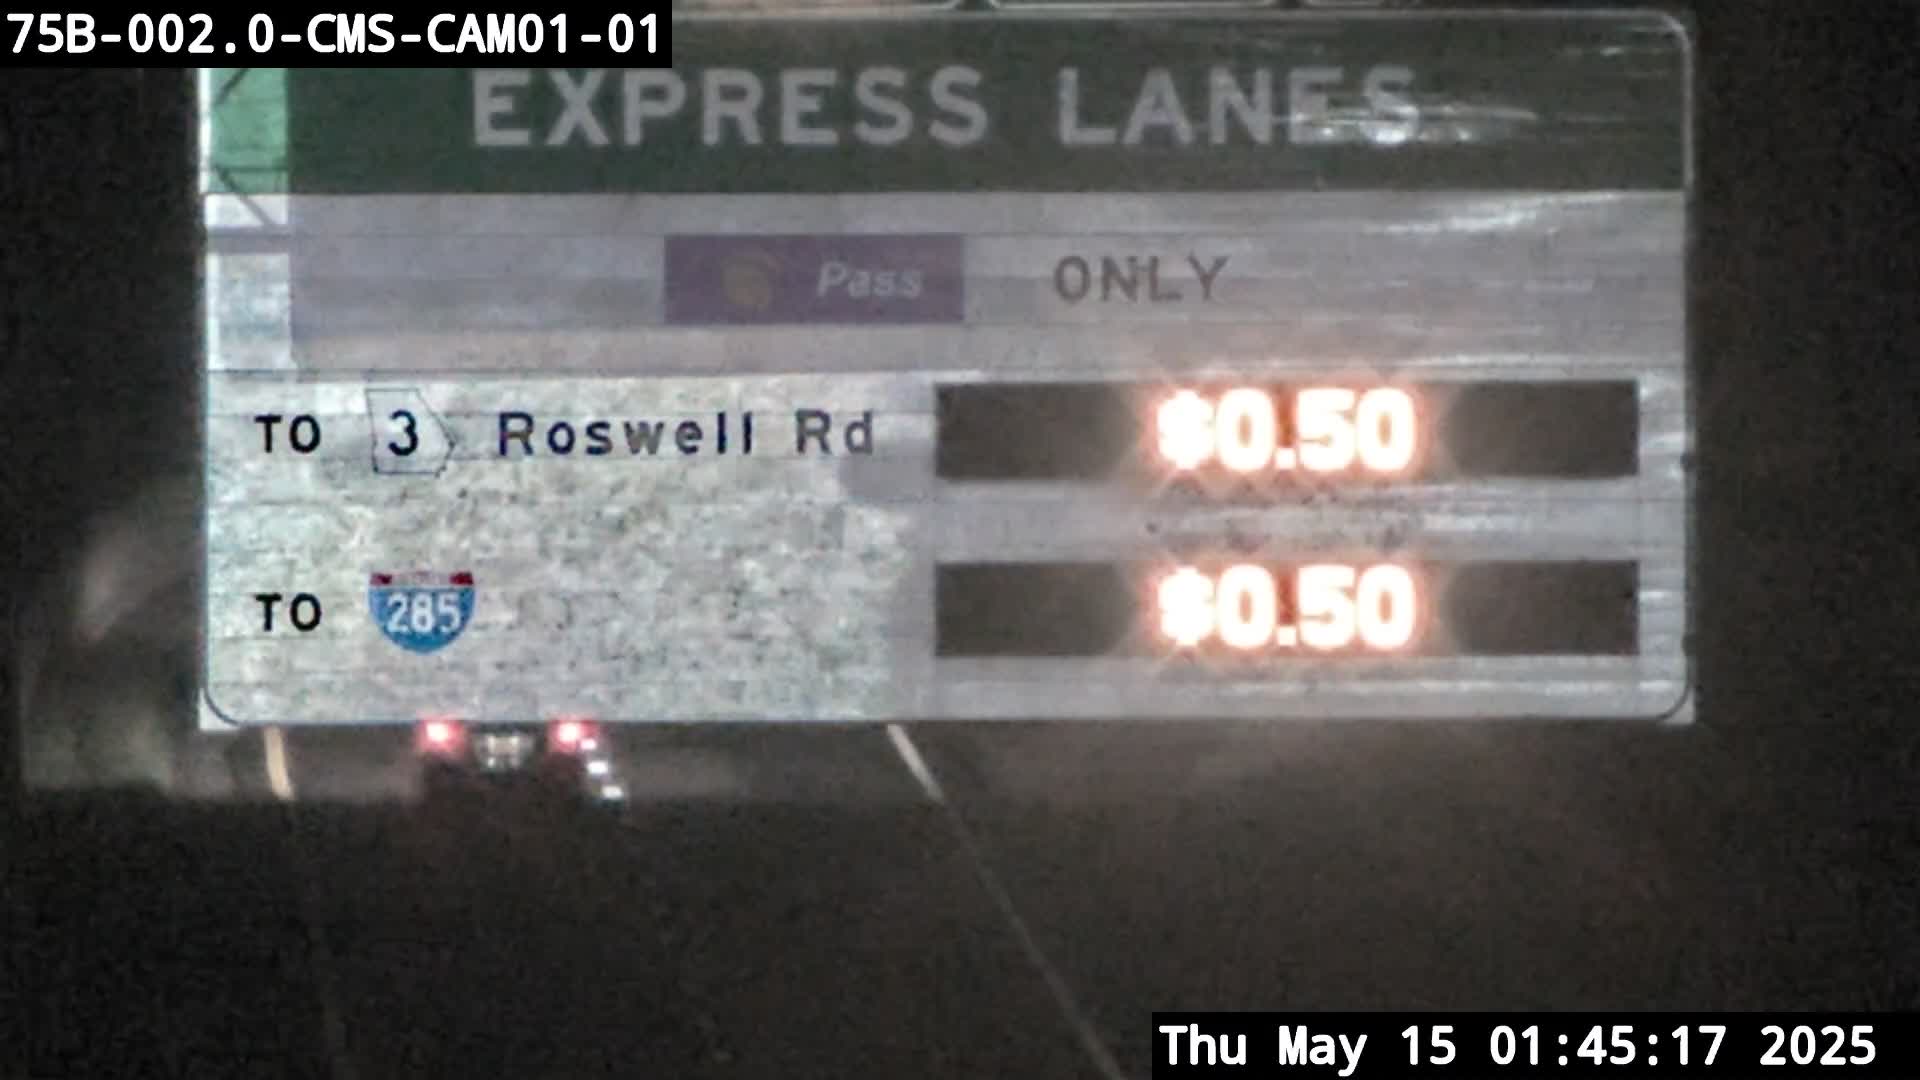 75B-002.0-CMS-CAM01-01
EXPRESS LANES
Pass ONLY
TO 3 Roswell Rd $0.50
TO 285 $0.50
Thu May 15 01:45:17 2025